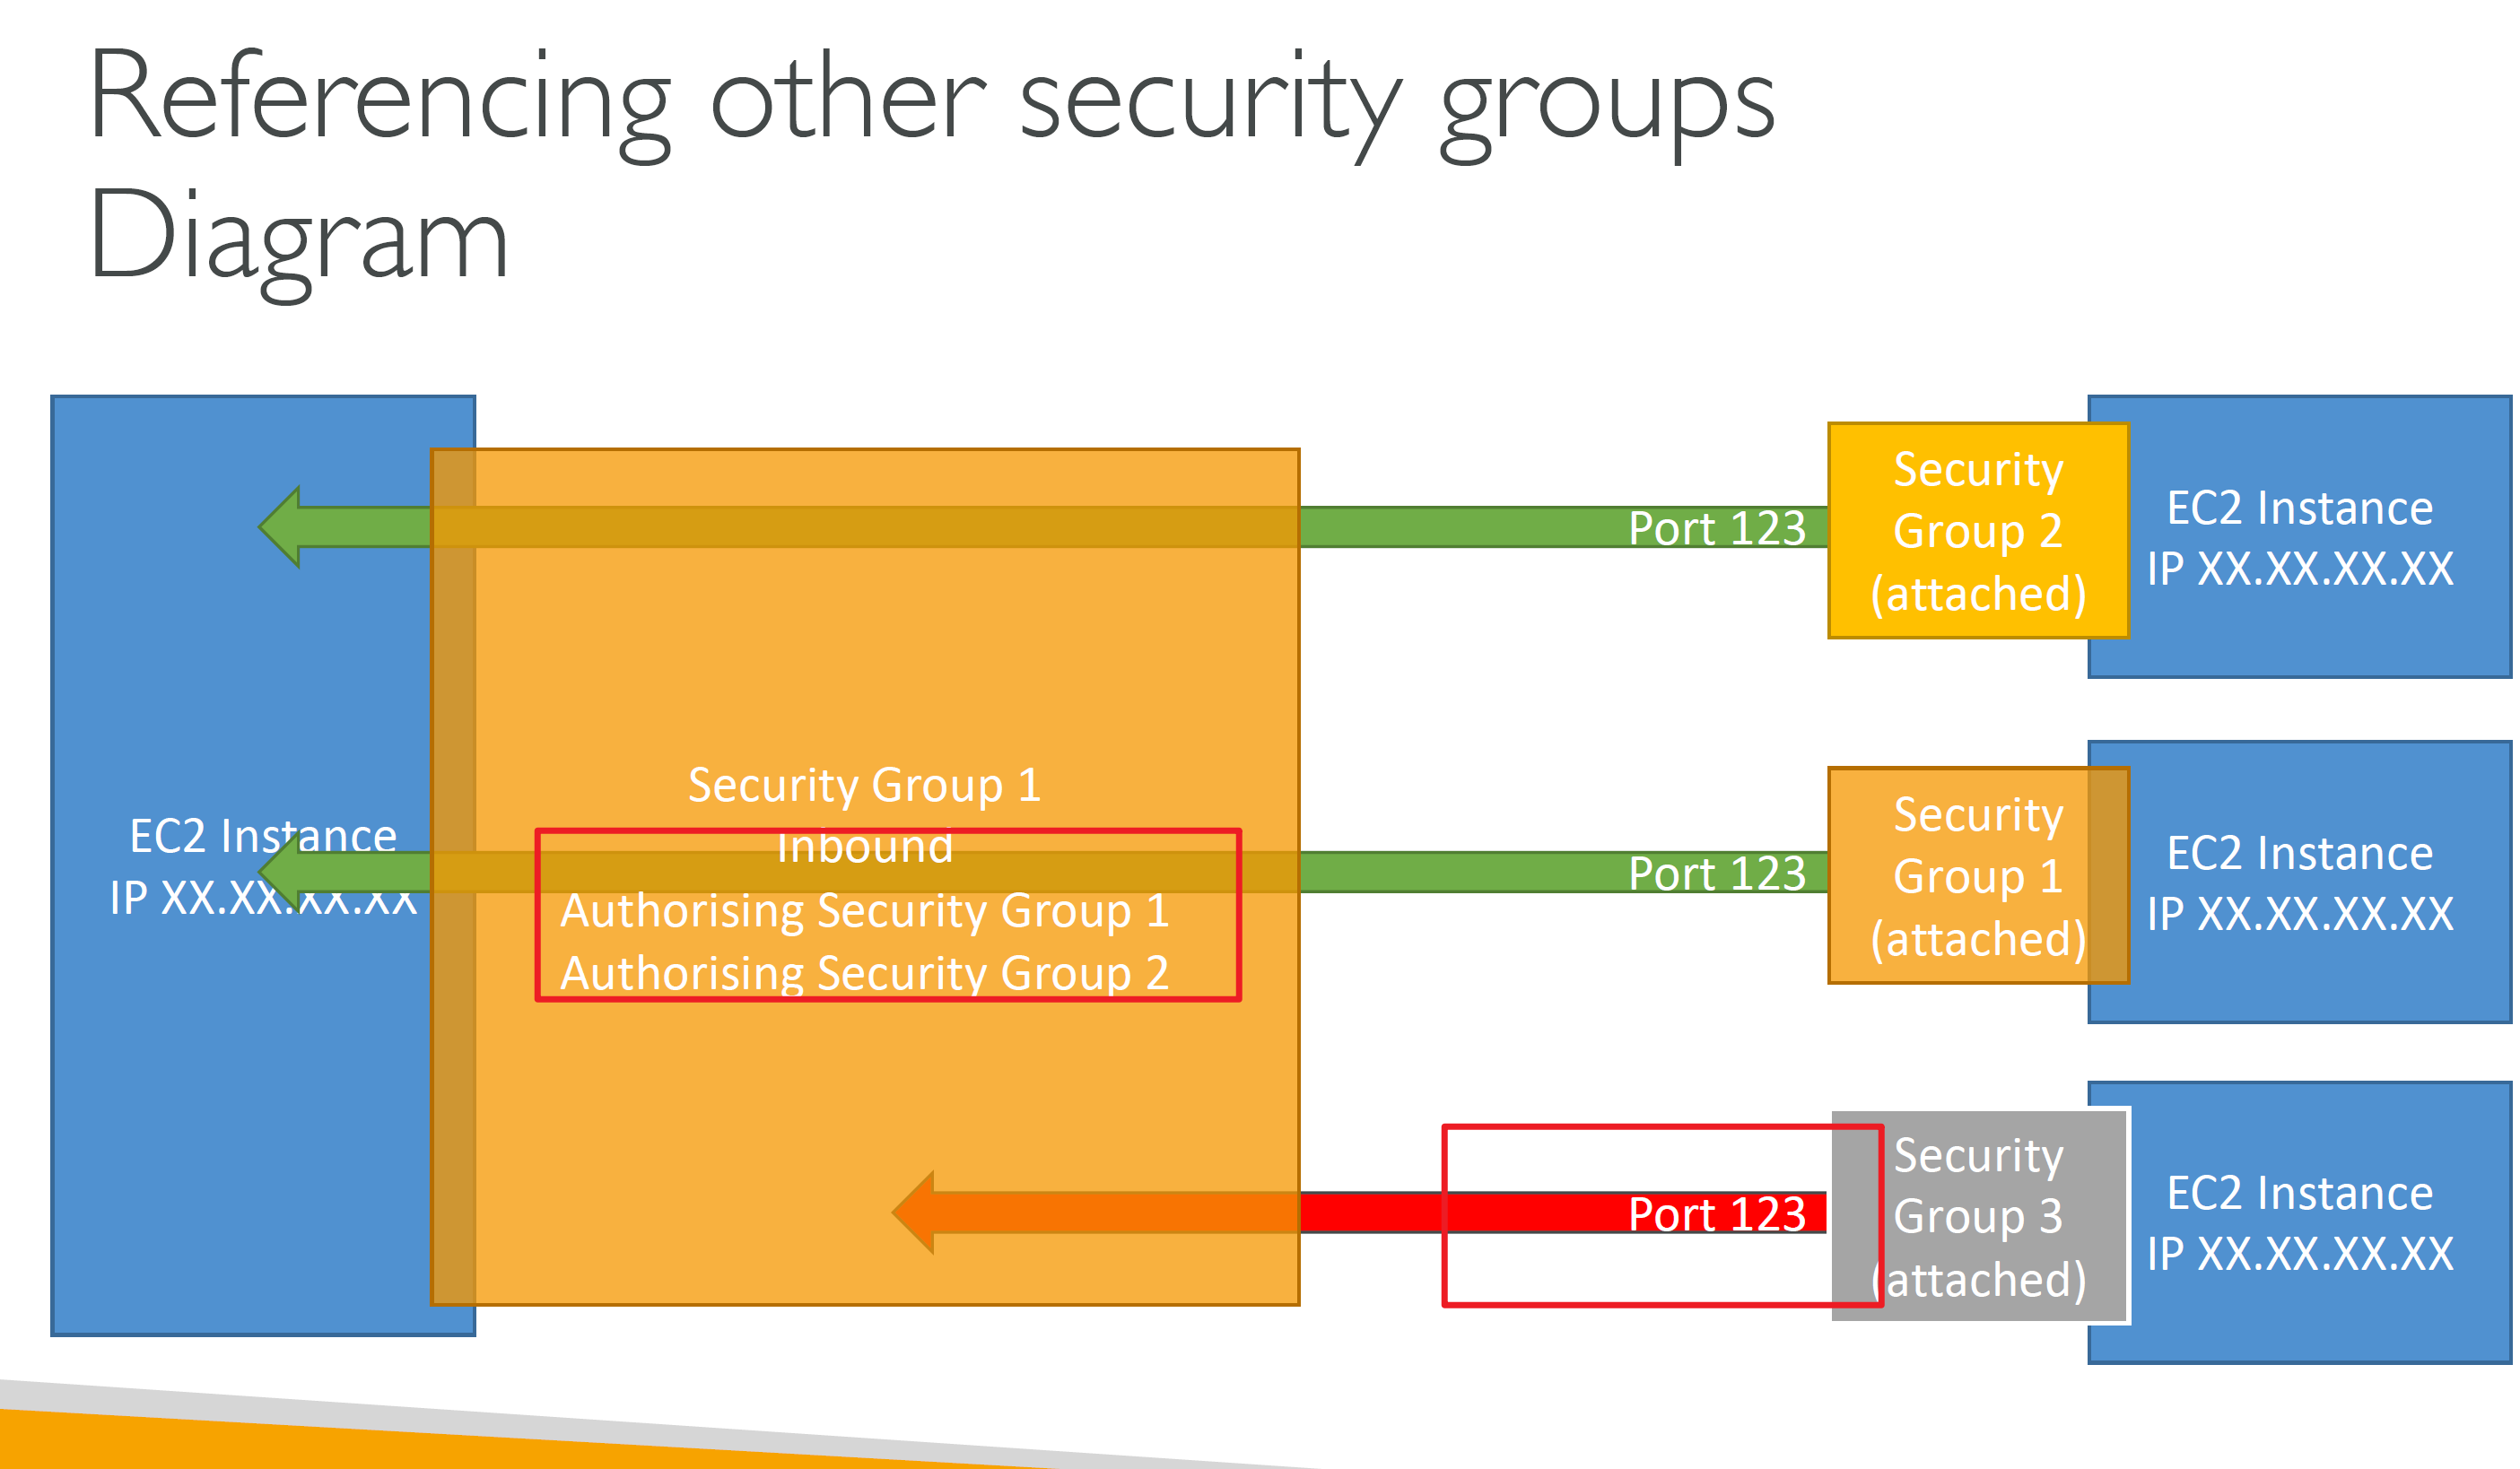 Referencing other security groups
Diagram
EC2 Instance
IP XX.XX.XX.XX
Security Group 1
Inbound
Authorising Security Group 1
Authorising Security Group 2
Port 123
Security
Group 2
(attached)
EC2 Instance
IP XX.XX.XX.XX
Port 123
Security
Group 1
(attached)
EC2 Instance
IP XX.XX.XX.XX
Port 123
Security
Group 3
(attached)
EC2 Instance
IP XX.XX.XX.XX